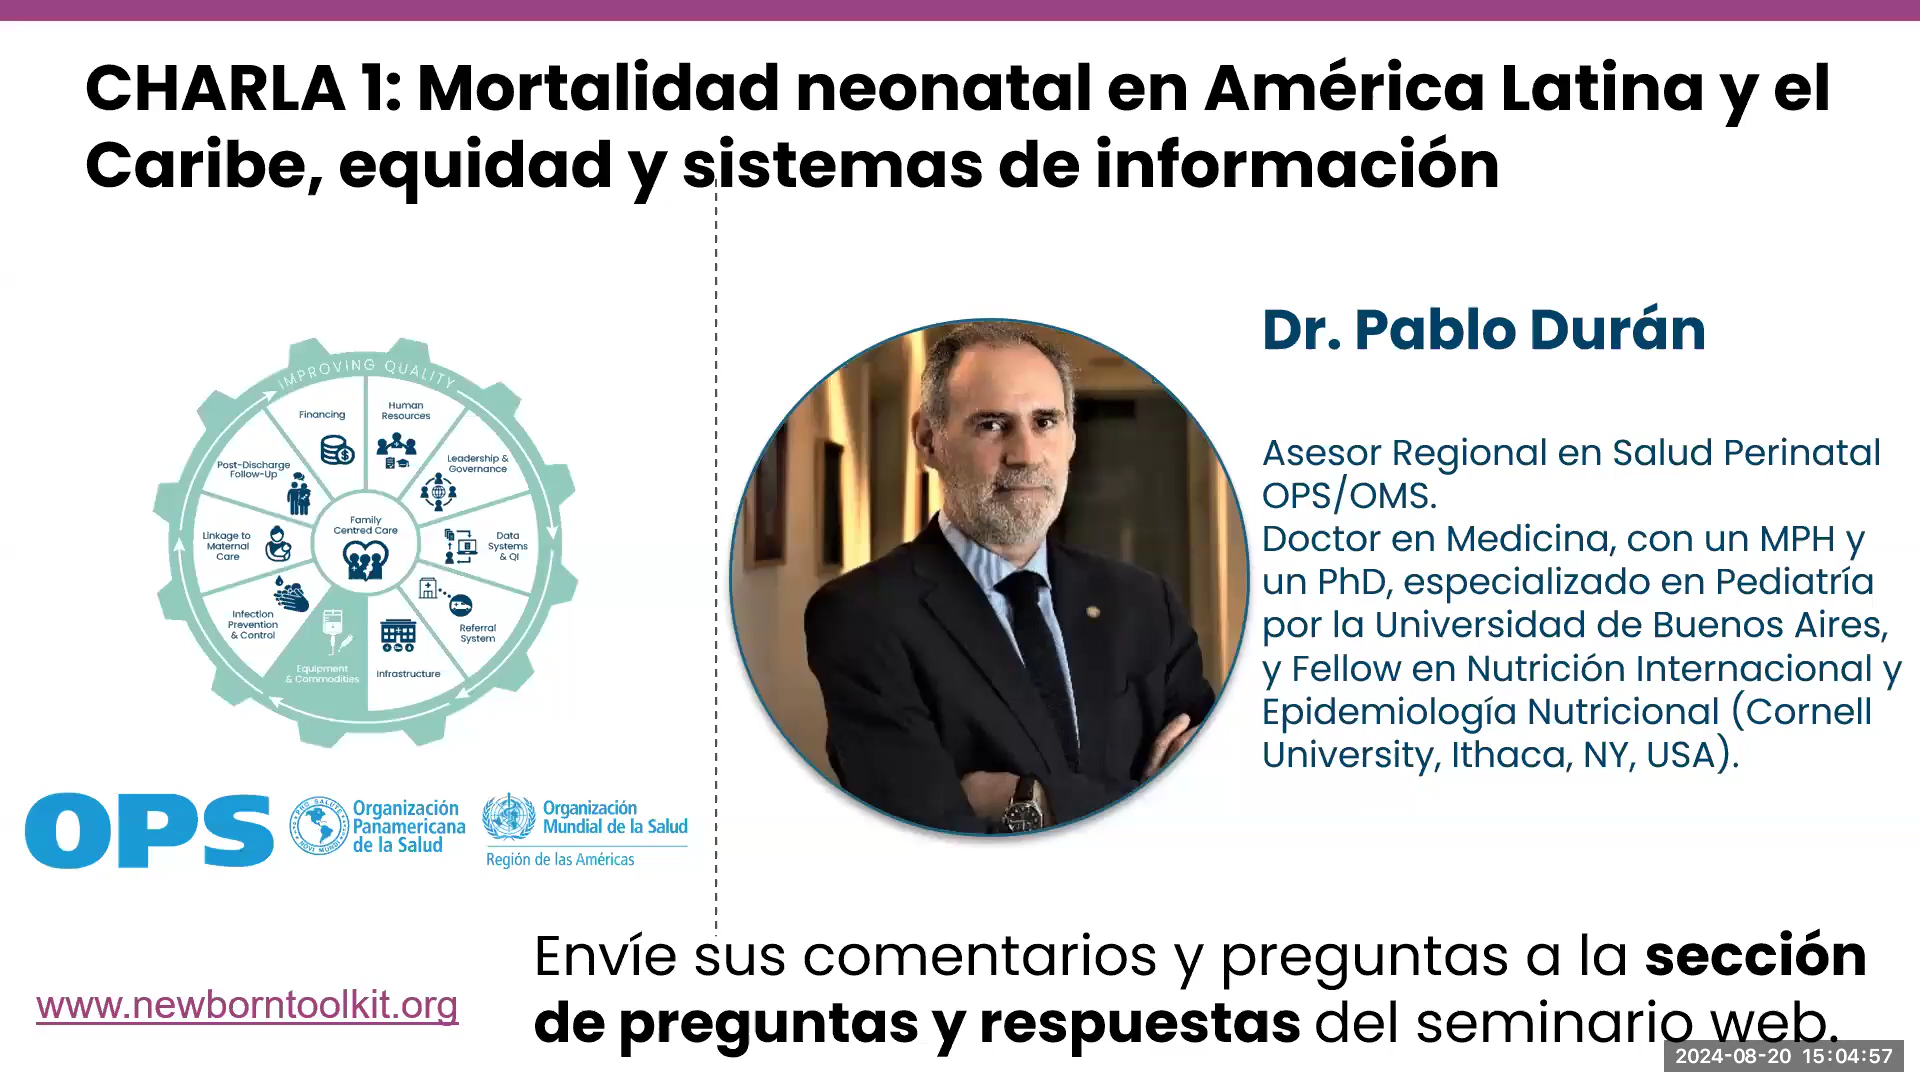 CHARLA 1: Mortalidad neonatal en América Latina y el
Caribe, equidad y sistemas de información
IMPROVING QUALITY
Financing
Human
Resources
Leadership &
Governance
Data
Systems
& QI
Referral
System
Infrastructure
Equipment
& Commodities
Infection
Prevention
& Control
Linkage to
Maternal
Care
Post-Discharge
Follow-Up
Family
Centred Care
Dr. Pablo Durán
Asesor Regional en Salud Perinatal
OPS/OMS.
Doctor en Medicina, con un MPH y
un PhD, especializado en Pediatría
por la Universidad de Buenos Aires,
y Fellow en Nutrición Internacional y
Epidemiología Nutricional (Cornell
University, Ithaca, NY, USA).
OPS
PRO SALUTE
NOVI MUNDI
Organización
Panamericana
de la Salud
Organización
Mundial de la Salud
Región de las Américas
www.newborntoolkit.org
Envíe sus comentarios y preguntas a la sección
de preguntas y respuestas del seminario web.
2024-08-20 15:04:57